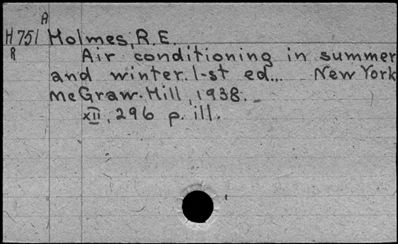 A
H751 Holmes, R.E.
R Air conditioning in summer
and winter. 1-st ed... New York
McGraw-Hill, 1938.
XII, 296 p. ill.